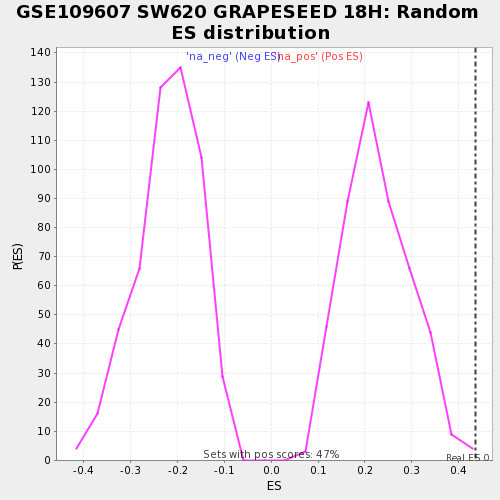 GSE109607 SW620 GRAPESEED 18H: Random
ES distribution
'na_neg' (Neg ES) 'na_pos' (Pos ES)
140
130
120
110
100
90
80
70
60
50
40
30
20
10
0
P(ES)
Sets with pos scores: 47%
Real ES 0
-0.4 -0.3 -0.2 -0.1 0.0 0.1 0.2 0.3 0.4
ES